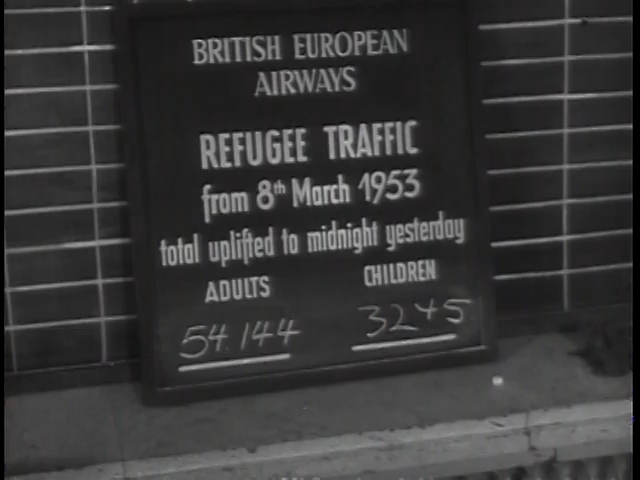 BRITISH EUROPEAN
AIRWAYS
REFUGEE TRAFFIC
from 8th March 1953
total uplifted to midnight yesterday
ADULTS CHILDREN
54.144 3245